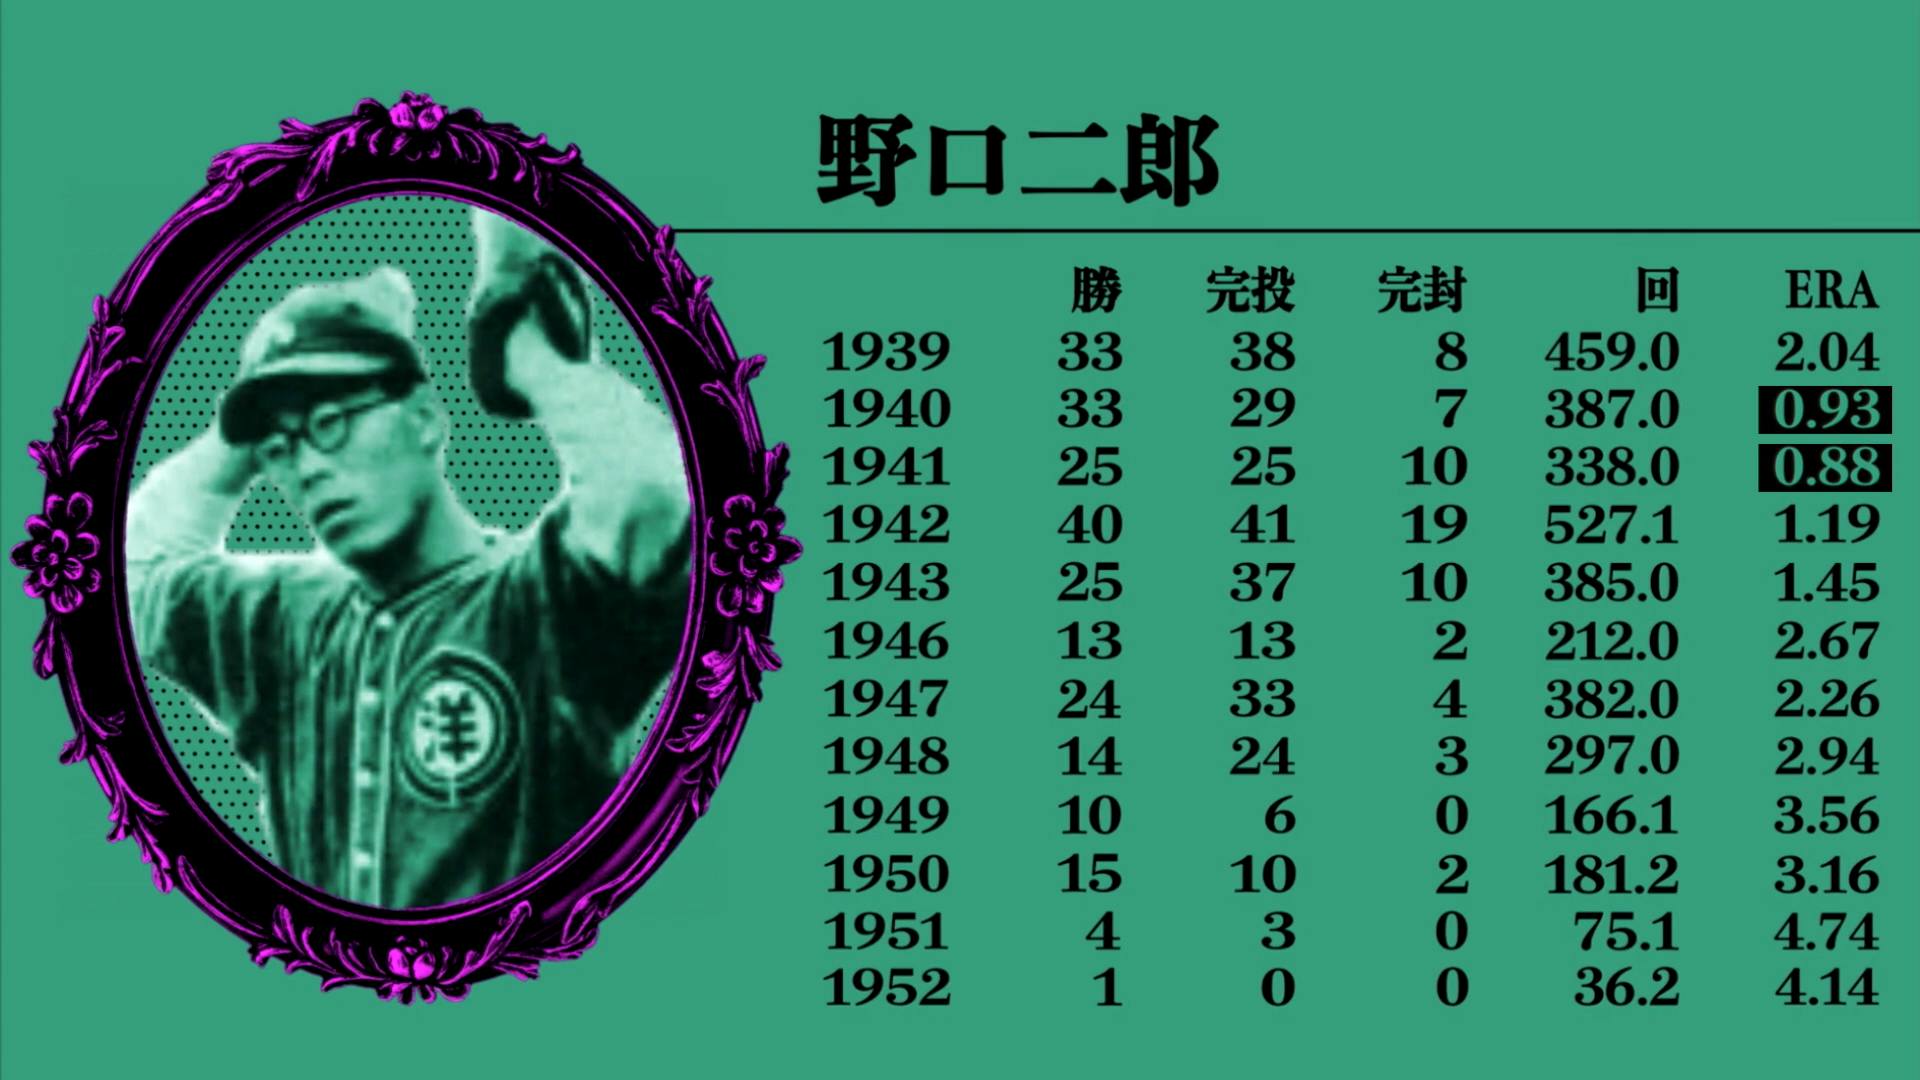 野口二郎
勝 完投 完封 回 ERA
1939 33 38 8 459.0 2.04
1940 33 29 7 387.0 0.93
1941 25 25 10 338.0 0.88
1942 40 41 19 527.1 1.19
1943 25 37 10 385.0 1.45
1946 13 13 2 212.0 2.67
1947 24 33 4 382.0 2.26
1948 14 24 3 297.0 2.94
1949 10 6 0 166.1 3.56
1950 15 10 2 181.2 3.16
1951 4 3 0 75.1 4.74
1952 1 0 0 36.2 4.14
洋